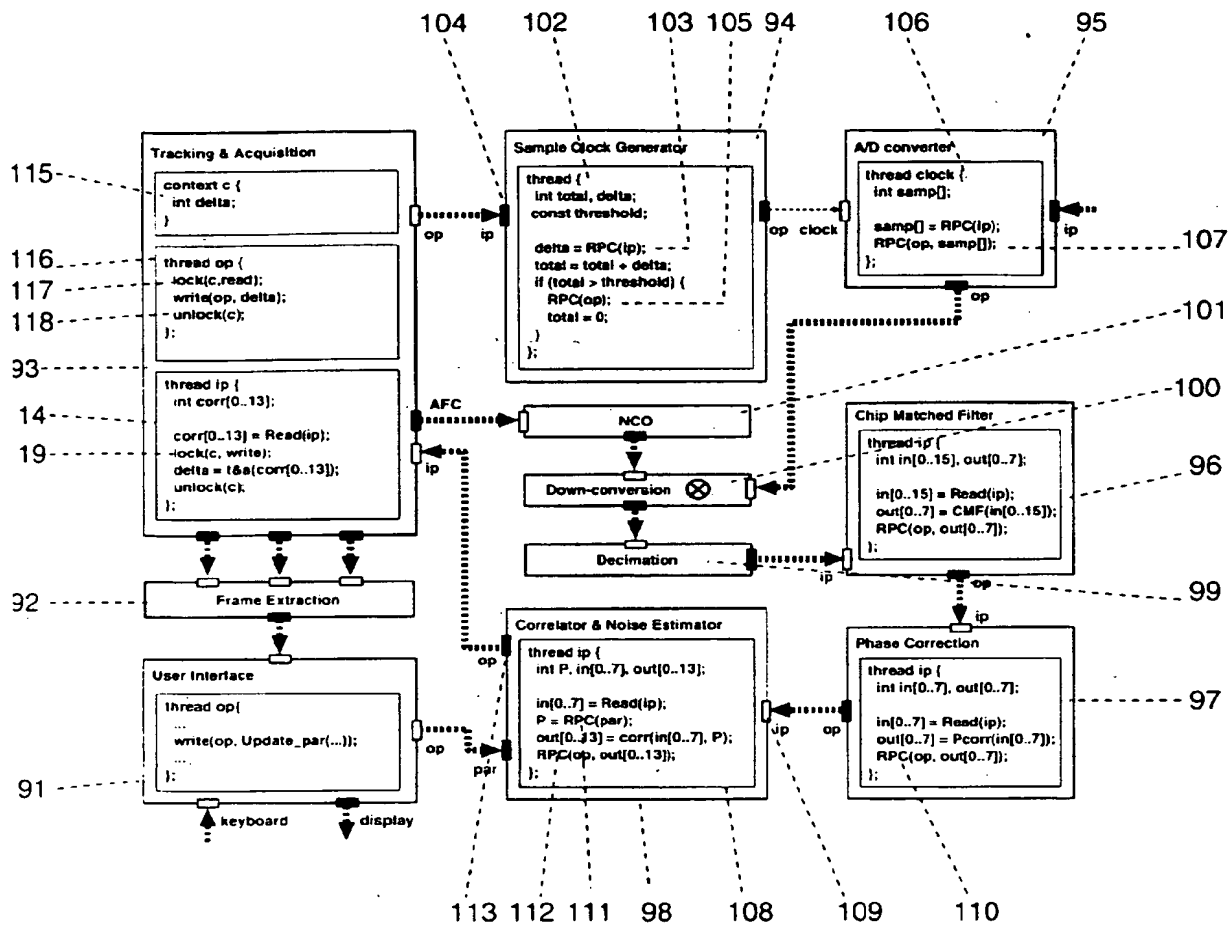 104
102
103
105
94
106
95
Tracking & Acquisition
context c {
int delta;
}
thread op {
lock(c,read);
write(op, delta);
unlock(c);
};
thread ip {
int corr[0..13];
corr[0..13] = Read(ip);
lock(c, write);
delta = t&a(corr[0..13]);
unlock(c);
};
115
116
117
118
93
14
19
op
ip
AFC
ip
Sample Clock Generator
thread {
int total, delta;
const threshold;
delta = RPC(ip);
total = total + delta;
if (total > threshold) {
RPC(op);
total = 0;
}
};
op
clock
A/D converter
thread clock {
int samp[];
samp[] = RPC(ip);
RPC(op, samp[]);
};
ip
op
107
101
100
NCO
Down-conversion
Decimation
ip
Chip Matched Filter
thread ip {
int in[0..15], out[0..7];
in[0..15] = Read(ip);
out[0..7] = CMF(in[0..15]);
RPC(op, out[0..7]);
};
96
op
99
ip
92
Frame Extraction
User Interface
thread op{
...
write(op, Update_par(...));
...
};
91
op
par
keyboard
display
Correlator & Noise Estimator
thread ip {
int P, in[0..7], out[0..13];
in[0..7] = Read(ip);
P = RPC(par);
out[0..13] = corr(in[0..7], P);
RPC(op, out[0..13]);
};
op
ip
op
Phase Correction
thread ip {
int in[0..7], out[0..7];
in[0..7] = Read(ip);
out[0..7] = Pcorr(in[0..7]);
RPC(op, out[0..7]);
};
97
113
112
111
98
108
109
110